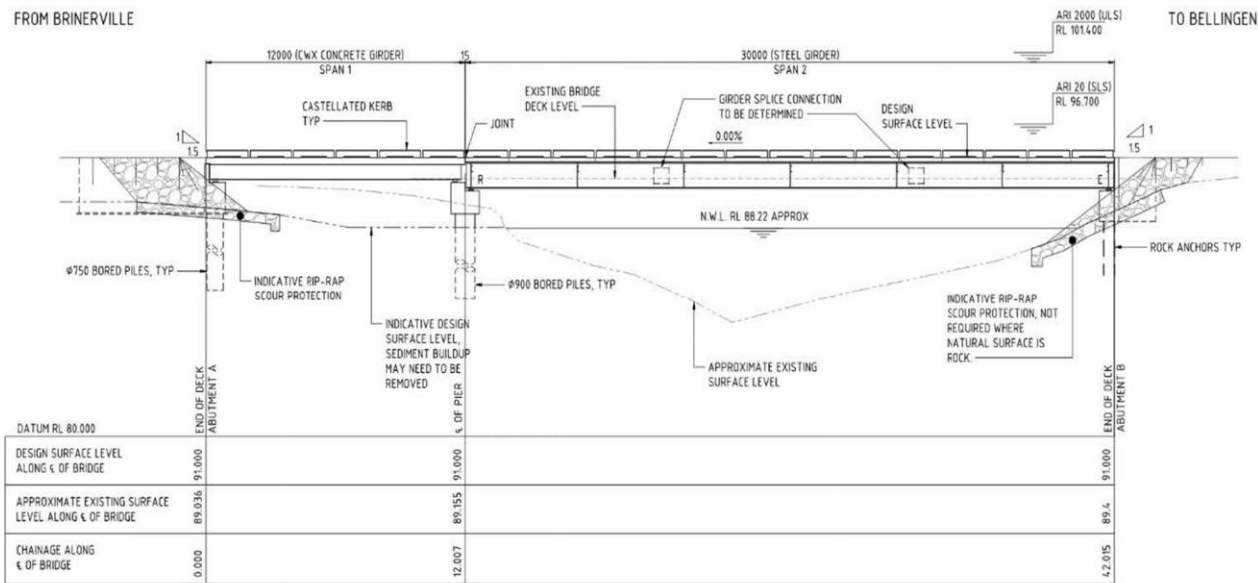 FROM BRINERVILLE
TO BELLINGEN
ARI 2000 (ULS)
RL 101.400
12000 (CWX CONCRETE GIRDER)
SPAN 1
15
30000 (STEEL GIRDER)
SPAN 2
ARI 20 (SLS)
RL 96.700
CASTELLATED KERB
TYP
EXISTING BRIDGE
DECK LEVEL
GIRDER SPLICE CONNECTION
TO BE DETERMINED
DESIGN
SURFACE LEVEL
1
1.5
JOINT
0.00%
1
1.5
R
E
N.W.L. RL 88.22 APPROX
Ø750 BORED PILES, TYP
INDICATIVE RIP-RAP
SCOUR PROTECTION
Ø900 BORED PILES, TYP
ROCK ANCHORS TYP
INDICATIVE DESIGN
SURFACE LEVEL,
SEDIMENT BUILDUP
MAY NEED TO BE
REMOVED
APPROXIMATE EXISTING
SURFACE LEVEL
INDICATIVE RIP-RAP
SCOUR PROTECTION, NOT
REQUIRED WHERE
NATURAL SURFACE IS
ROCK.
END OF DECK
ABUTMENT A
℄ OF PIER
END OF DECK
ABUTMENT B
DATUM RL 80.000
DESIGN SURFACE LEVEL
ALONG ℄ OF BRIDGE
91.000
91.000
91.000
APPROXIMATE EXISTING SURFACE
LEVEL ALONG ℄ OF BRIDGE
89.036
89.155
89.4
CHAINAGE ALONG
℄ OF BRIDGE
0.000
12.007
42.015